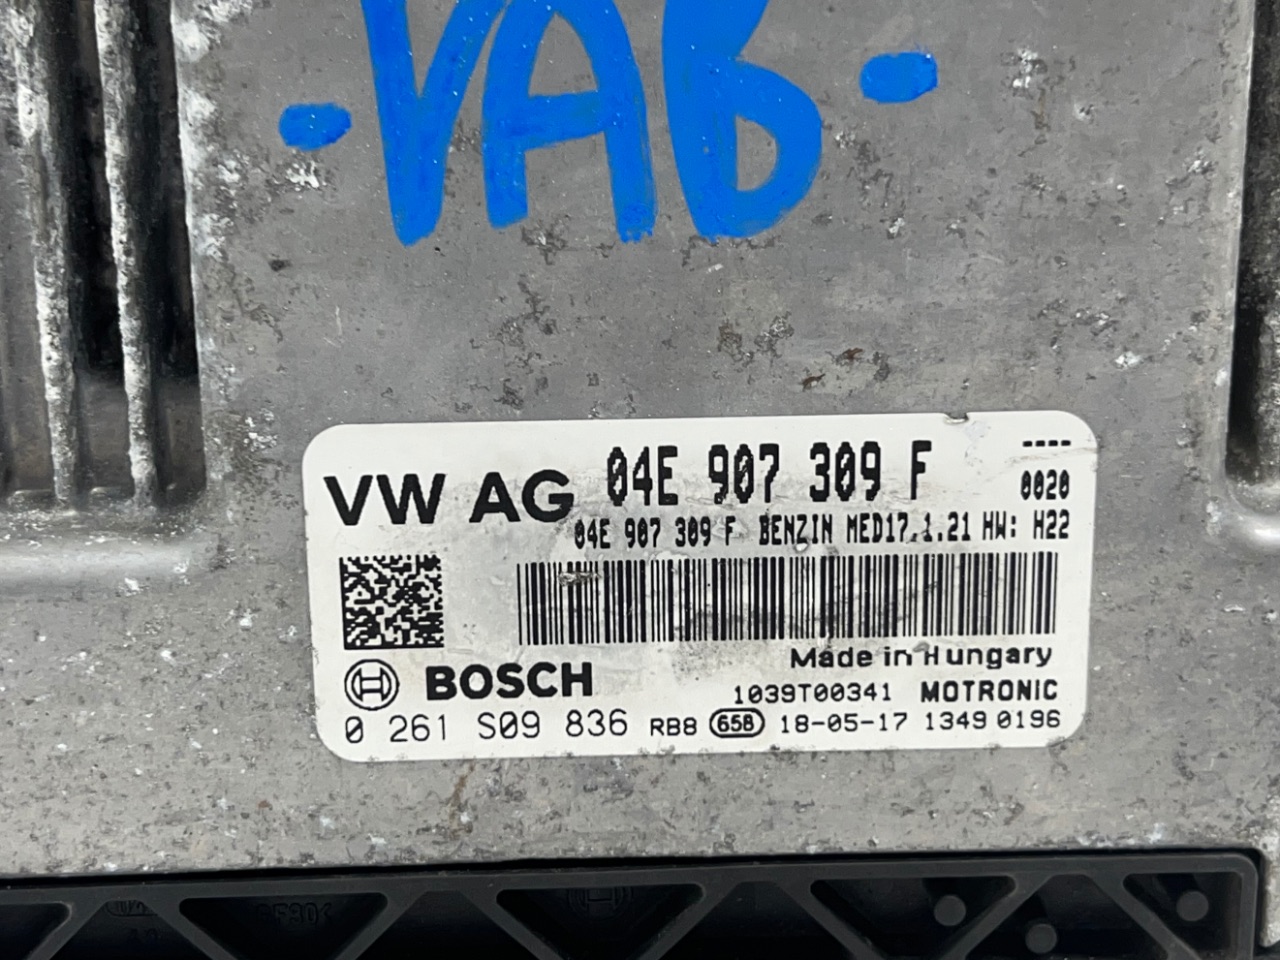 -VAB-
VW AG 04E 907 309 F ----
0020
04E 907 309 F BENZIN MED17.1.21 HW: H22
Made in Hungary
BOSCH 1039T00341 MOTRONIC
0 261 S09 836 RB8 658 18-05-17 1349 0196